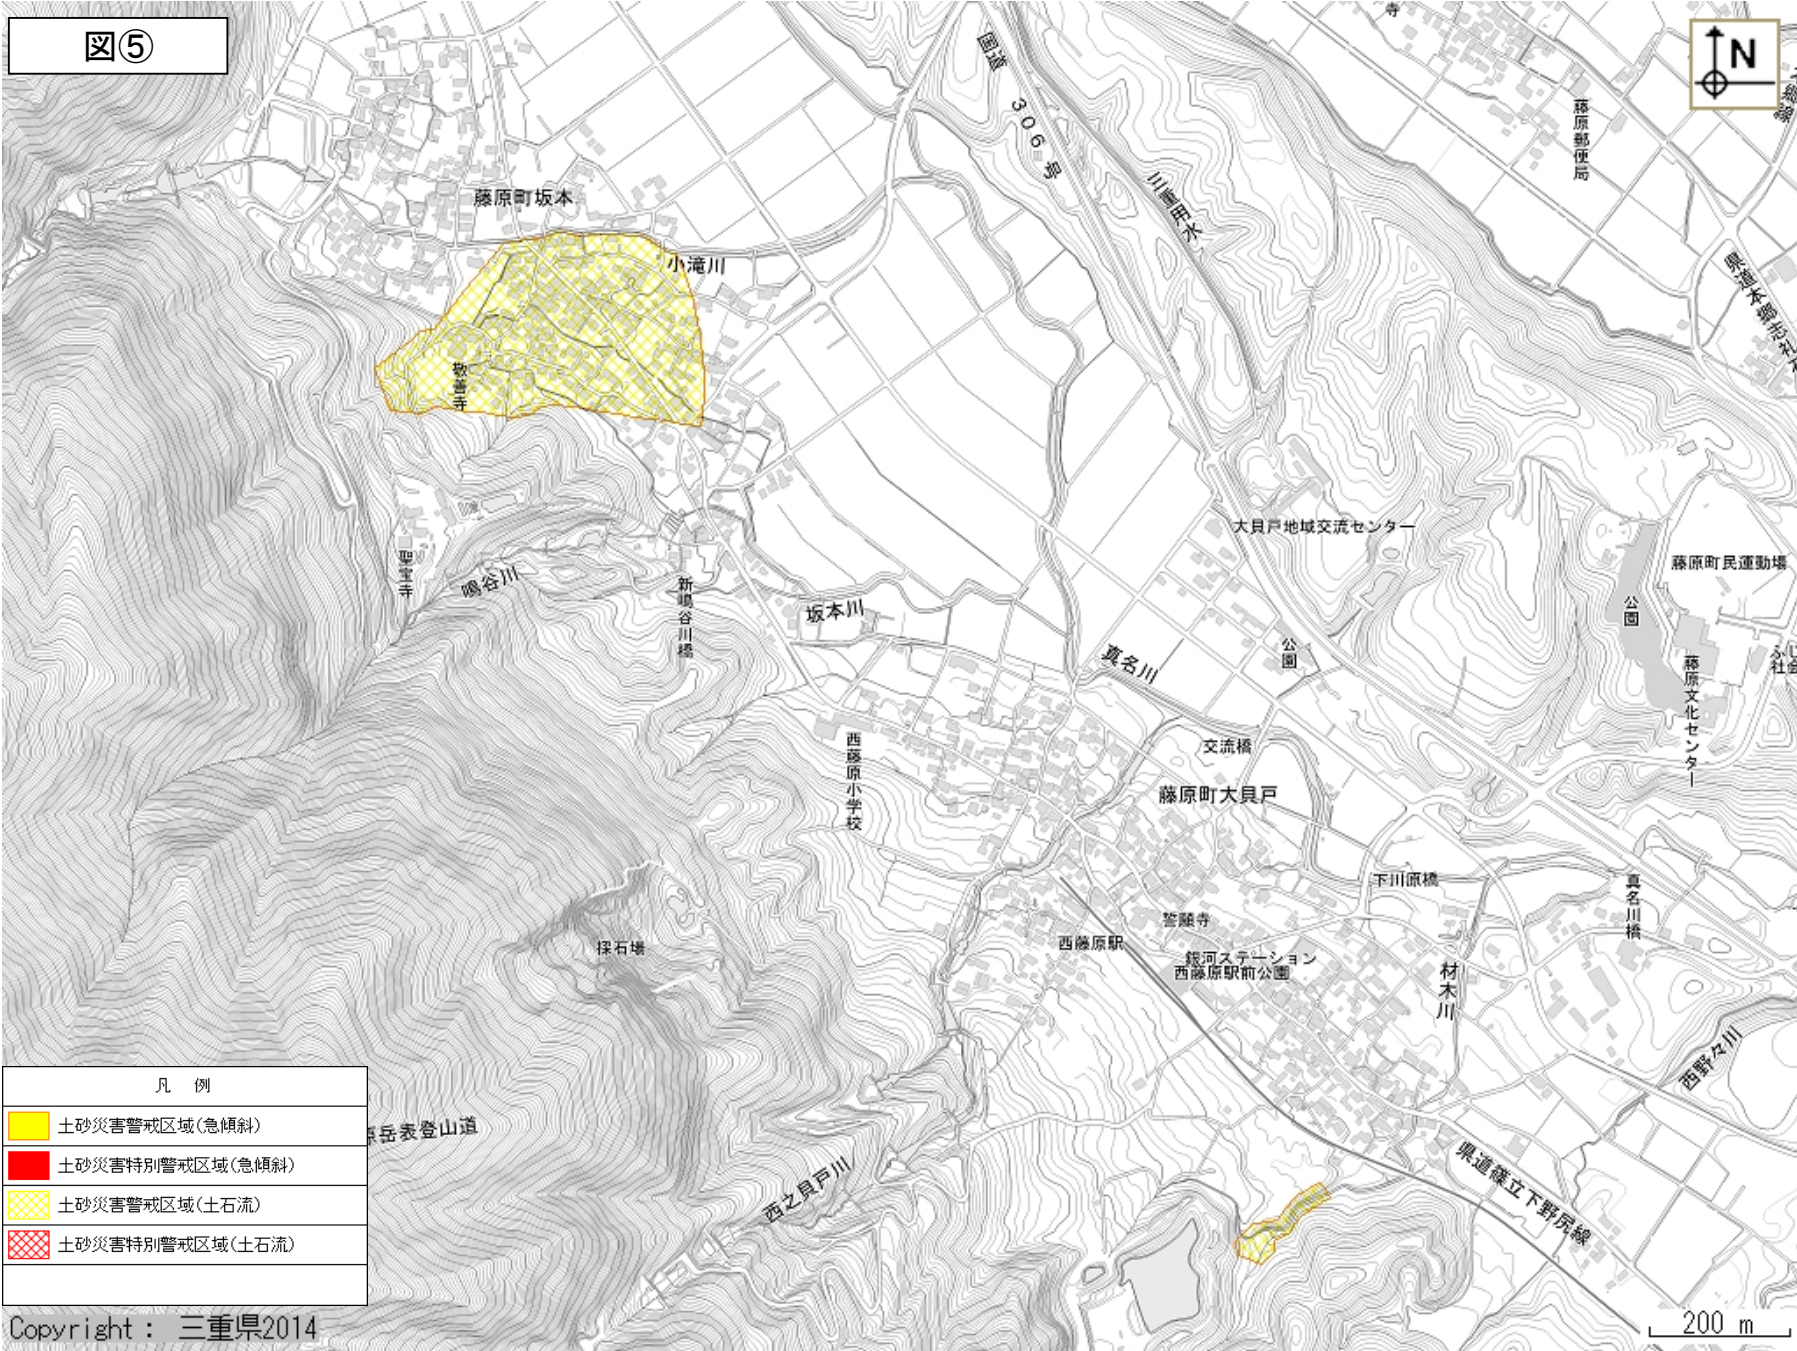 図⑤
N
寺
国道
306号
三重用水
藤原郵便局
県道本郷志礼石
藤原町坂本
小滝川
敬善寺
聖宝寺
鳴谷川
新鳴谷川橋
坂本川
大貝戸地域交流センター
藤原町民運動場
公園
公園
真名川
ふじ
社会
藤原文化センター
西藤原小学校
交流橋
藤原町大貝戸
下川原橋
真名川橋
誓願寺
西藤原駅
銀河ステーション
西藤原駅前公園
採石場
材木川
西野々川
原岳表登山道
西之貝戸川
県道篠立下野尻線
凡 例
土砂災害警戒区域(急傾斜)
土砂災害特別警戒区域(急傾斜)
土砂災害警戒区域(土石流)
土砂災害特別警戒区域(土石流)
Copyright : 三重県2014
200 m